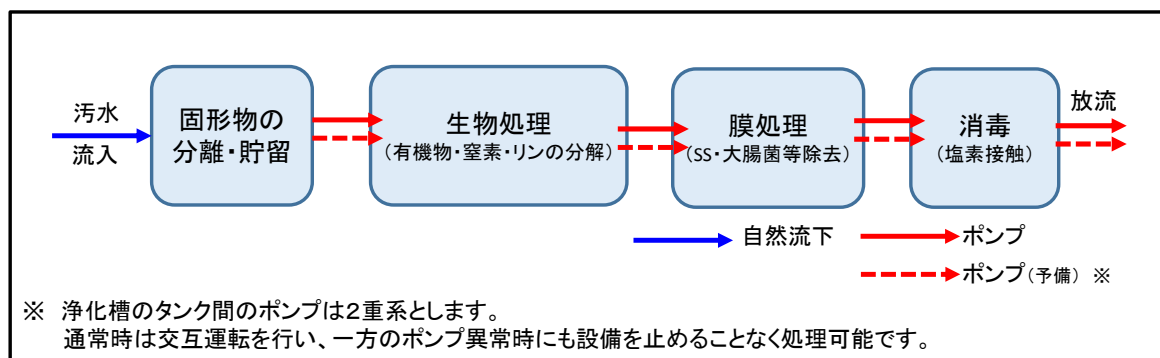 汚水
流入
固形物の
分離・貯留
生物処理
(有機物・窒素・リンの分解)
膜処理
(SS・大腸菌等除去)
消毒
(塩素接触)
放流
自然流下
ポンプ
ポンプ(予備) ※
※ 浄化槽のタンク間のポンプは2重系とします。
通常時は交互運転を行い、一方のポンプ異常時にも設備を止めることなく処理可能です。